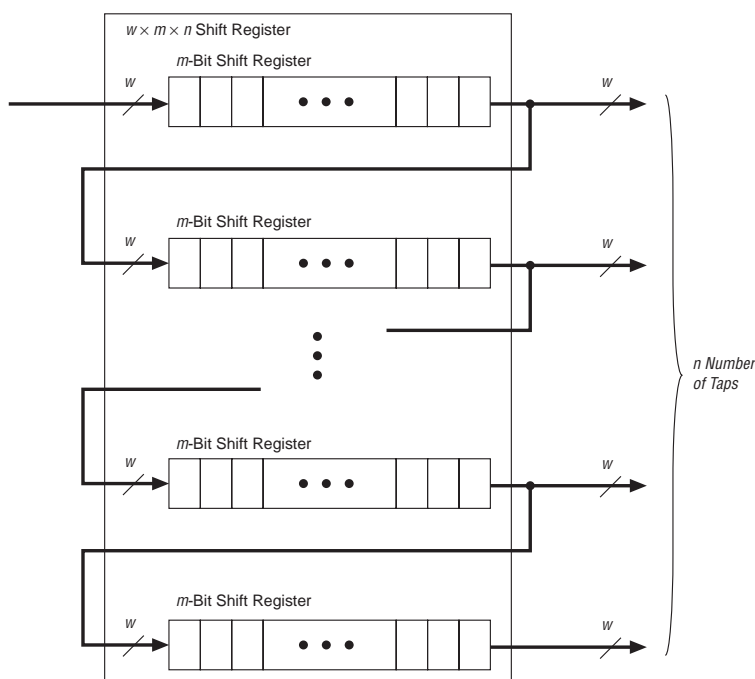 w × m × n Shift Register
m-Bit Shift Register
w
w
m-Bit Shift Register
w
w
n Number
of Taps
m-Bit Shift Register
w
w
m-Bit Shift Register
w
w